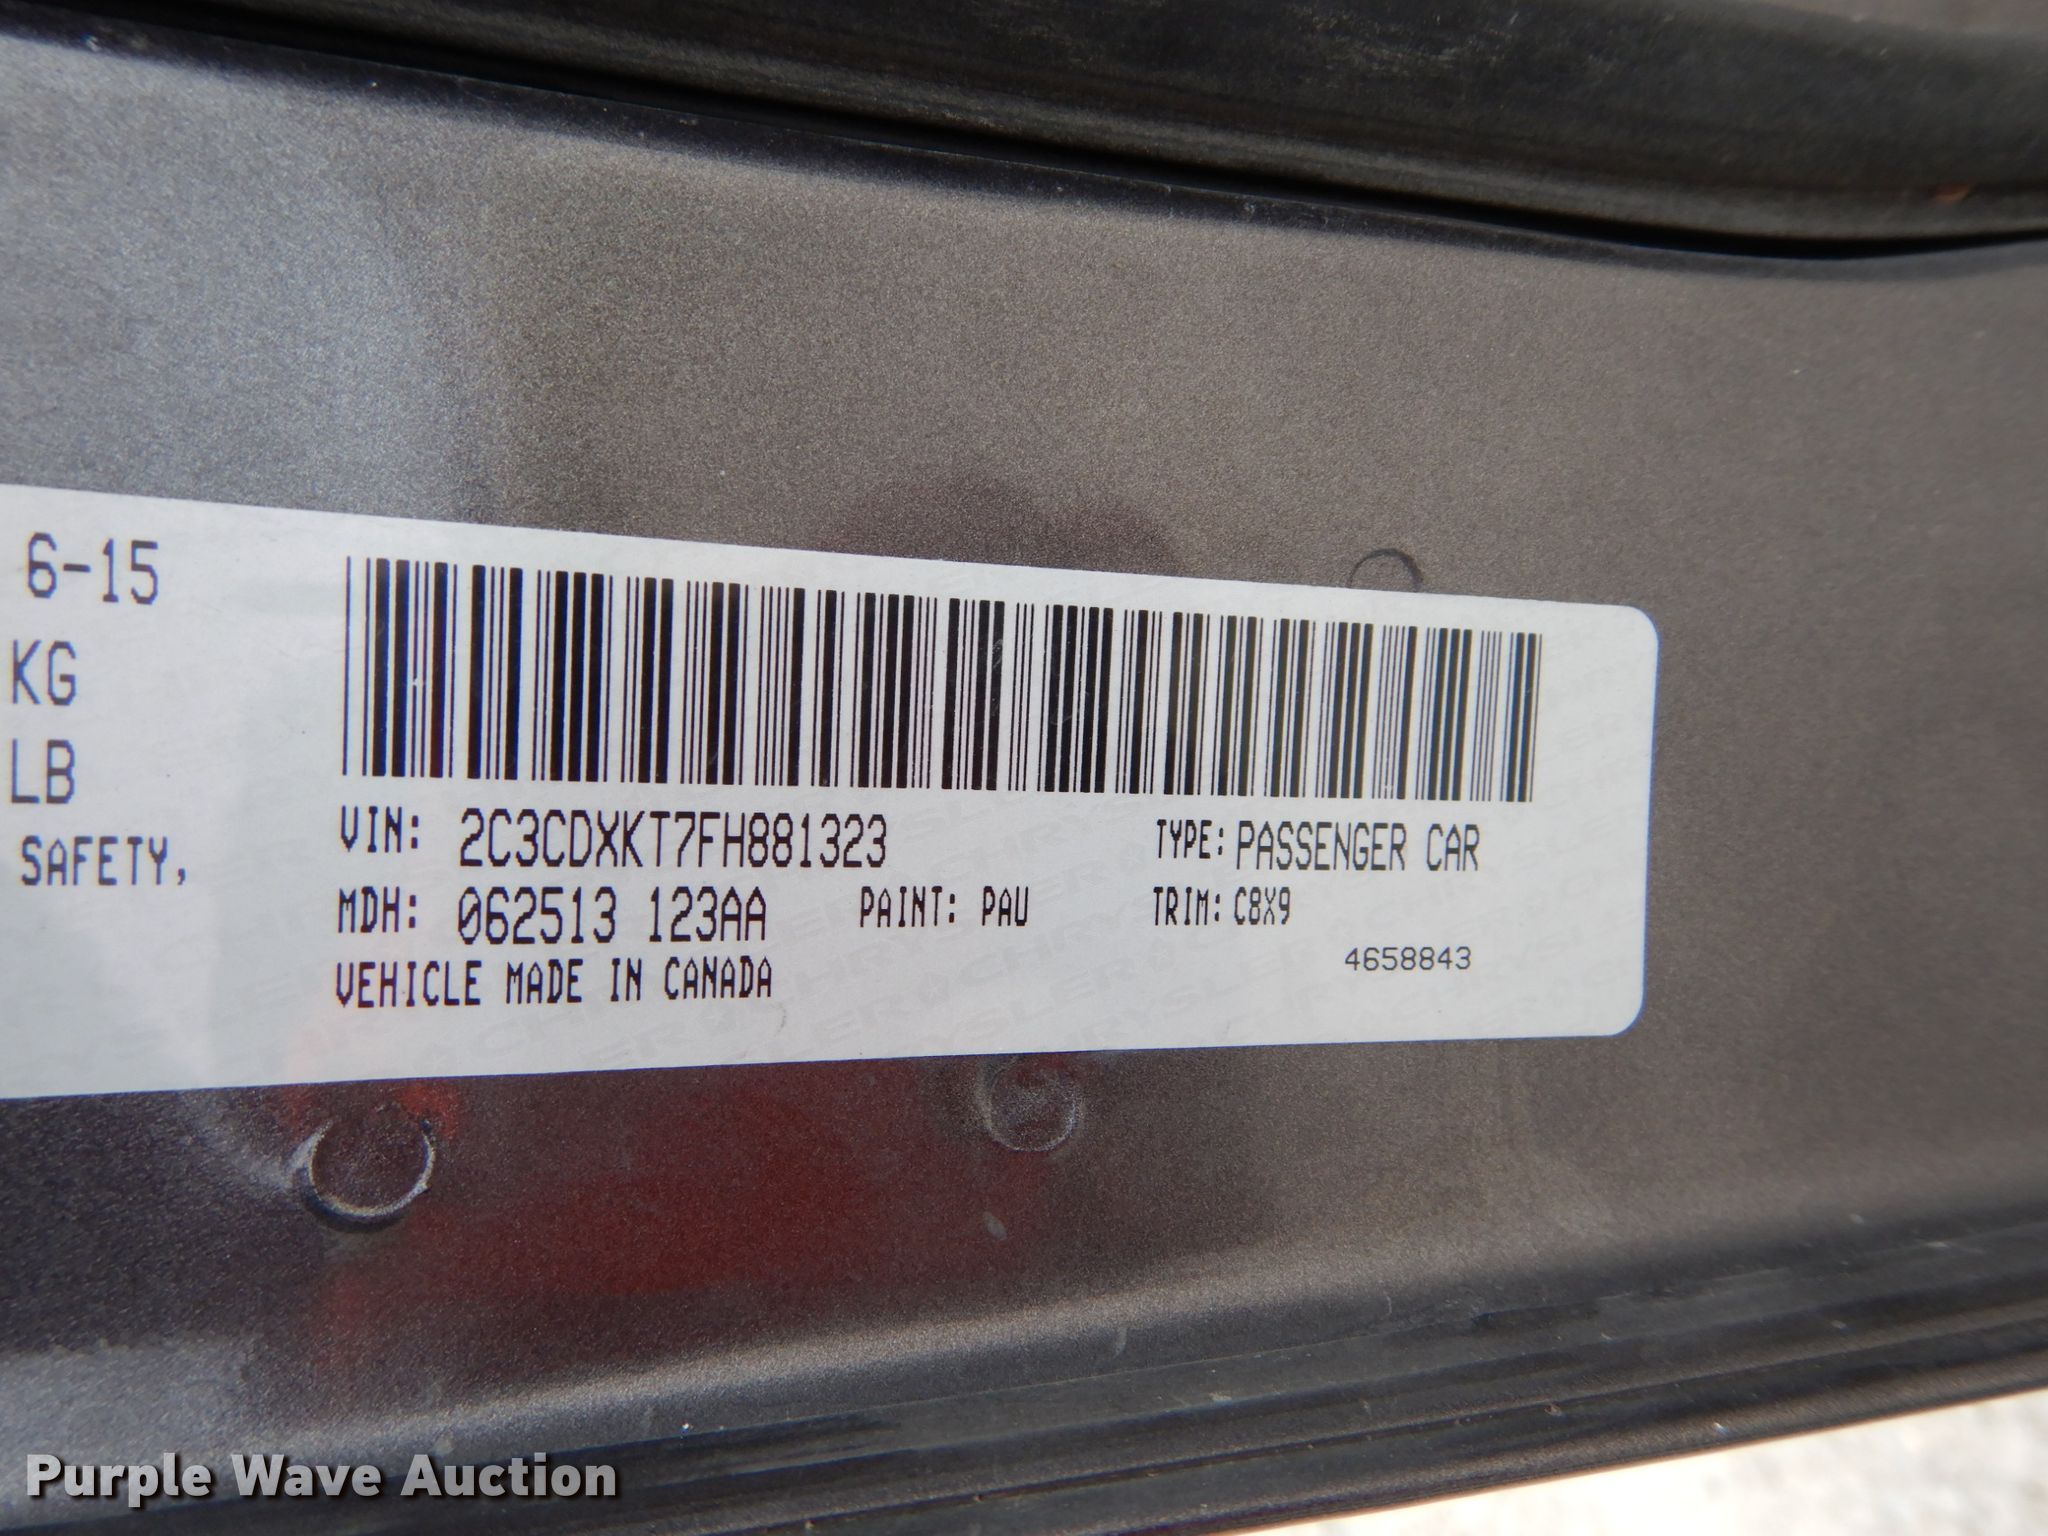 6-15
KG
LB
SAFETY,
VIN: 2C3CDXKT7FH881323
TYPE: PASSENGER CAR
MDH: 062513 123AA
PAINT: PAU
TRIM: C8X9
VEHICLE MADE IN CANADA
4658843
Purple Wave Auction